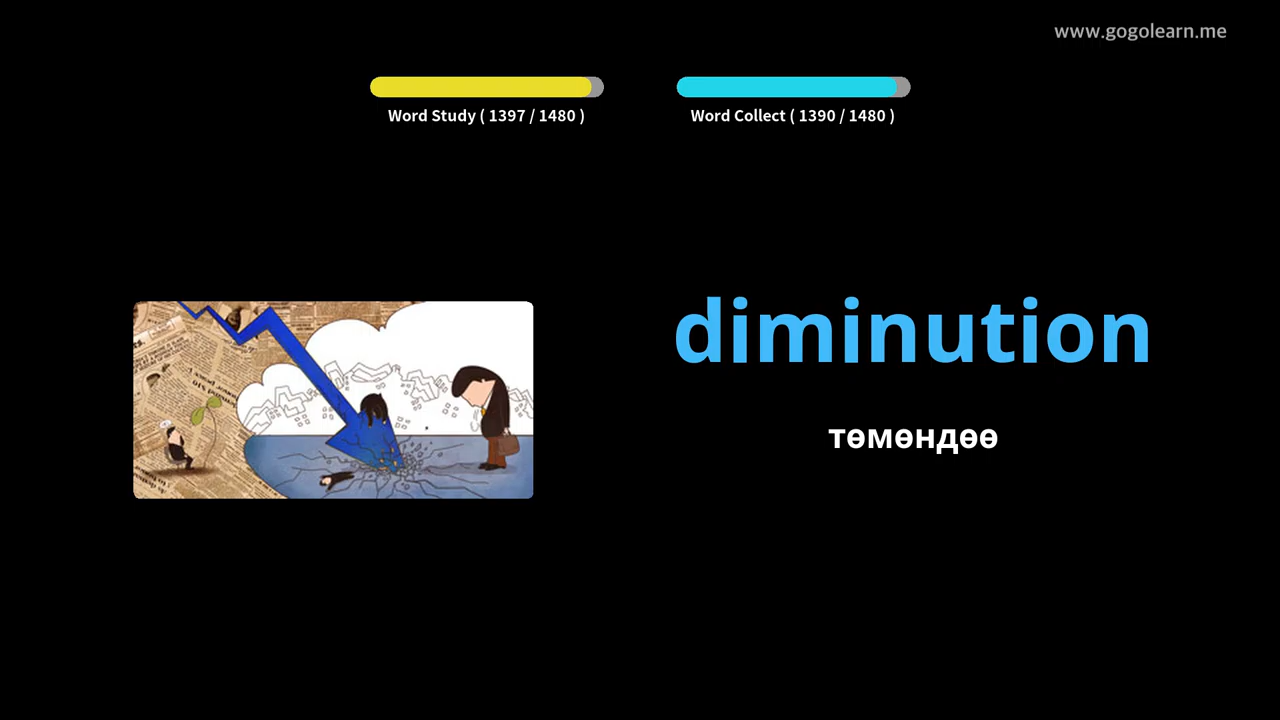 www.gogolearn.me
Word Study ( 1397 / 1480 )
Word Collect ( 1390 / 1480 )
diminution
төмөндөө